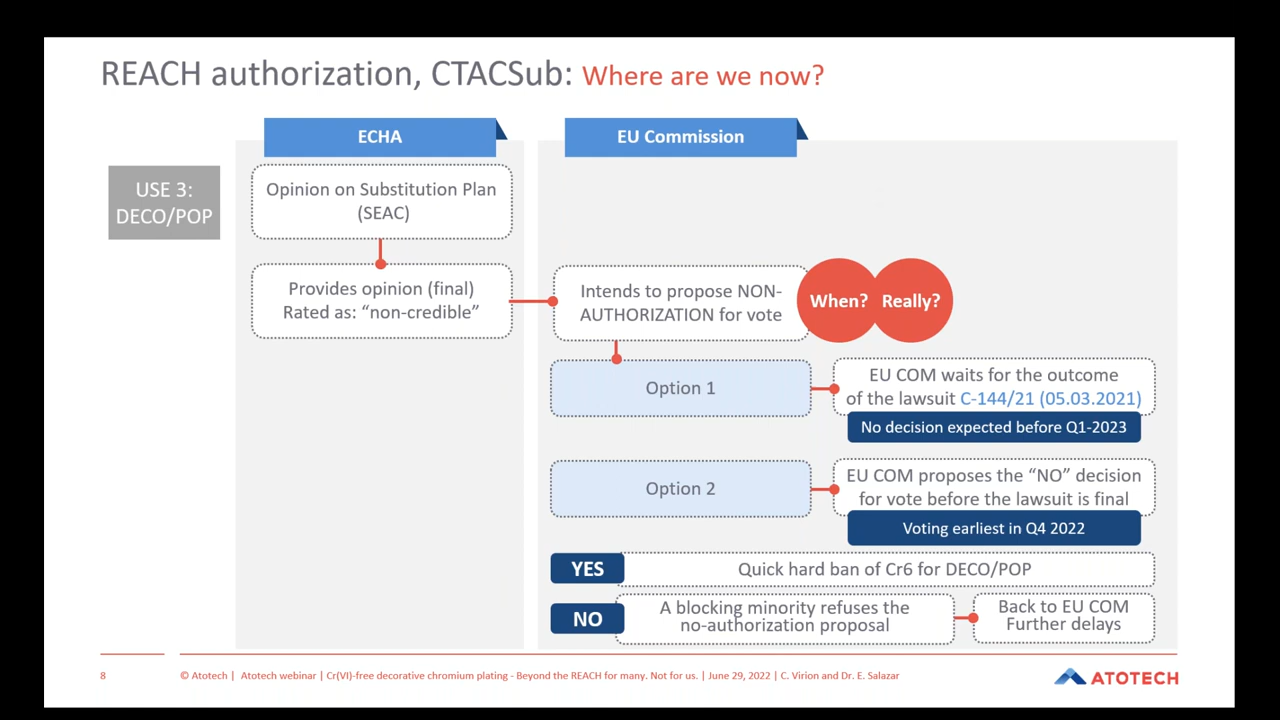 REACH authorization, CTACSub: Where are we now?
ECHA
EU Commission
USE 3:
DECO/POP
Opinion on Substitution Plan
(SEAC)
Provides opinion (final)
Rated as: “non-credible”
Intends to propose NON-
AUTHORIZATION for vote
When?
Really?
Option 1
EU COM waits for the outcome
of the lawsuit C-144/21 (05.03.2021)
No decision expected before Q1-2023
Option 2
EU COM proposes the “NO” decision
for vote before the lawsuit is final
Voting earliest in Q4 2022
YES
Quick hard ban of Cr6 for DECO/POP
NO
A blocking minority refuses the
no-authorization proposal
Back to EU COM
Further delays
8
© Atotech | Atotech webinar | Cr(VI)-free decorative chromium plating - Beyond the REACH for many. Not for us. | June 29, 2022 | C. Virion and Dr. E. Salazar
ATOTECH